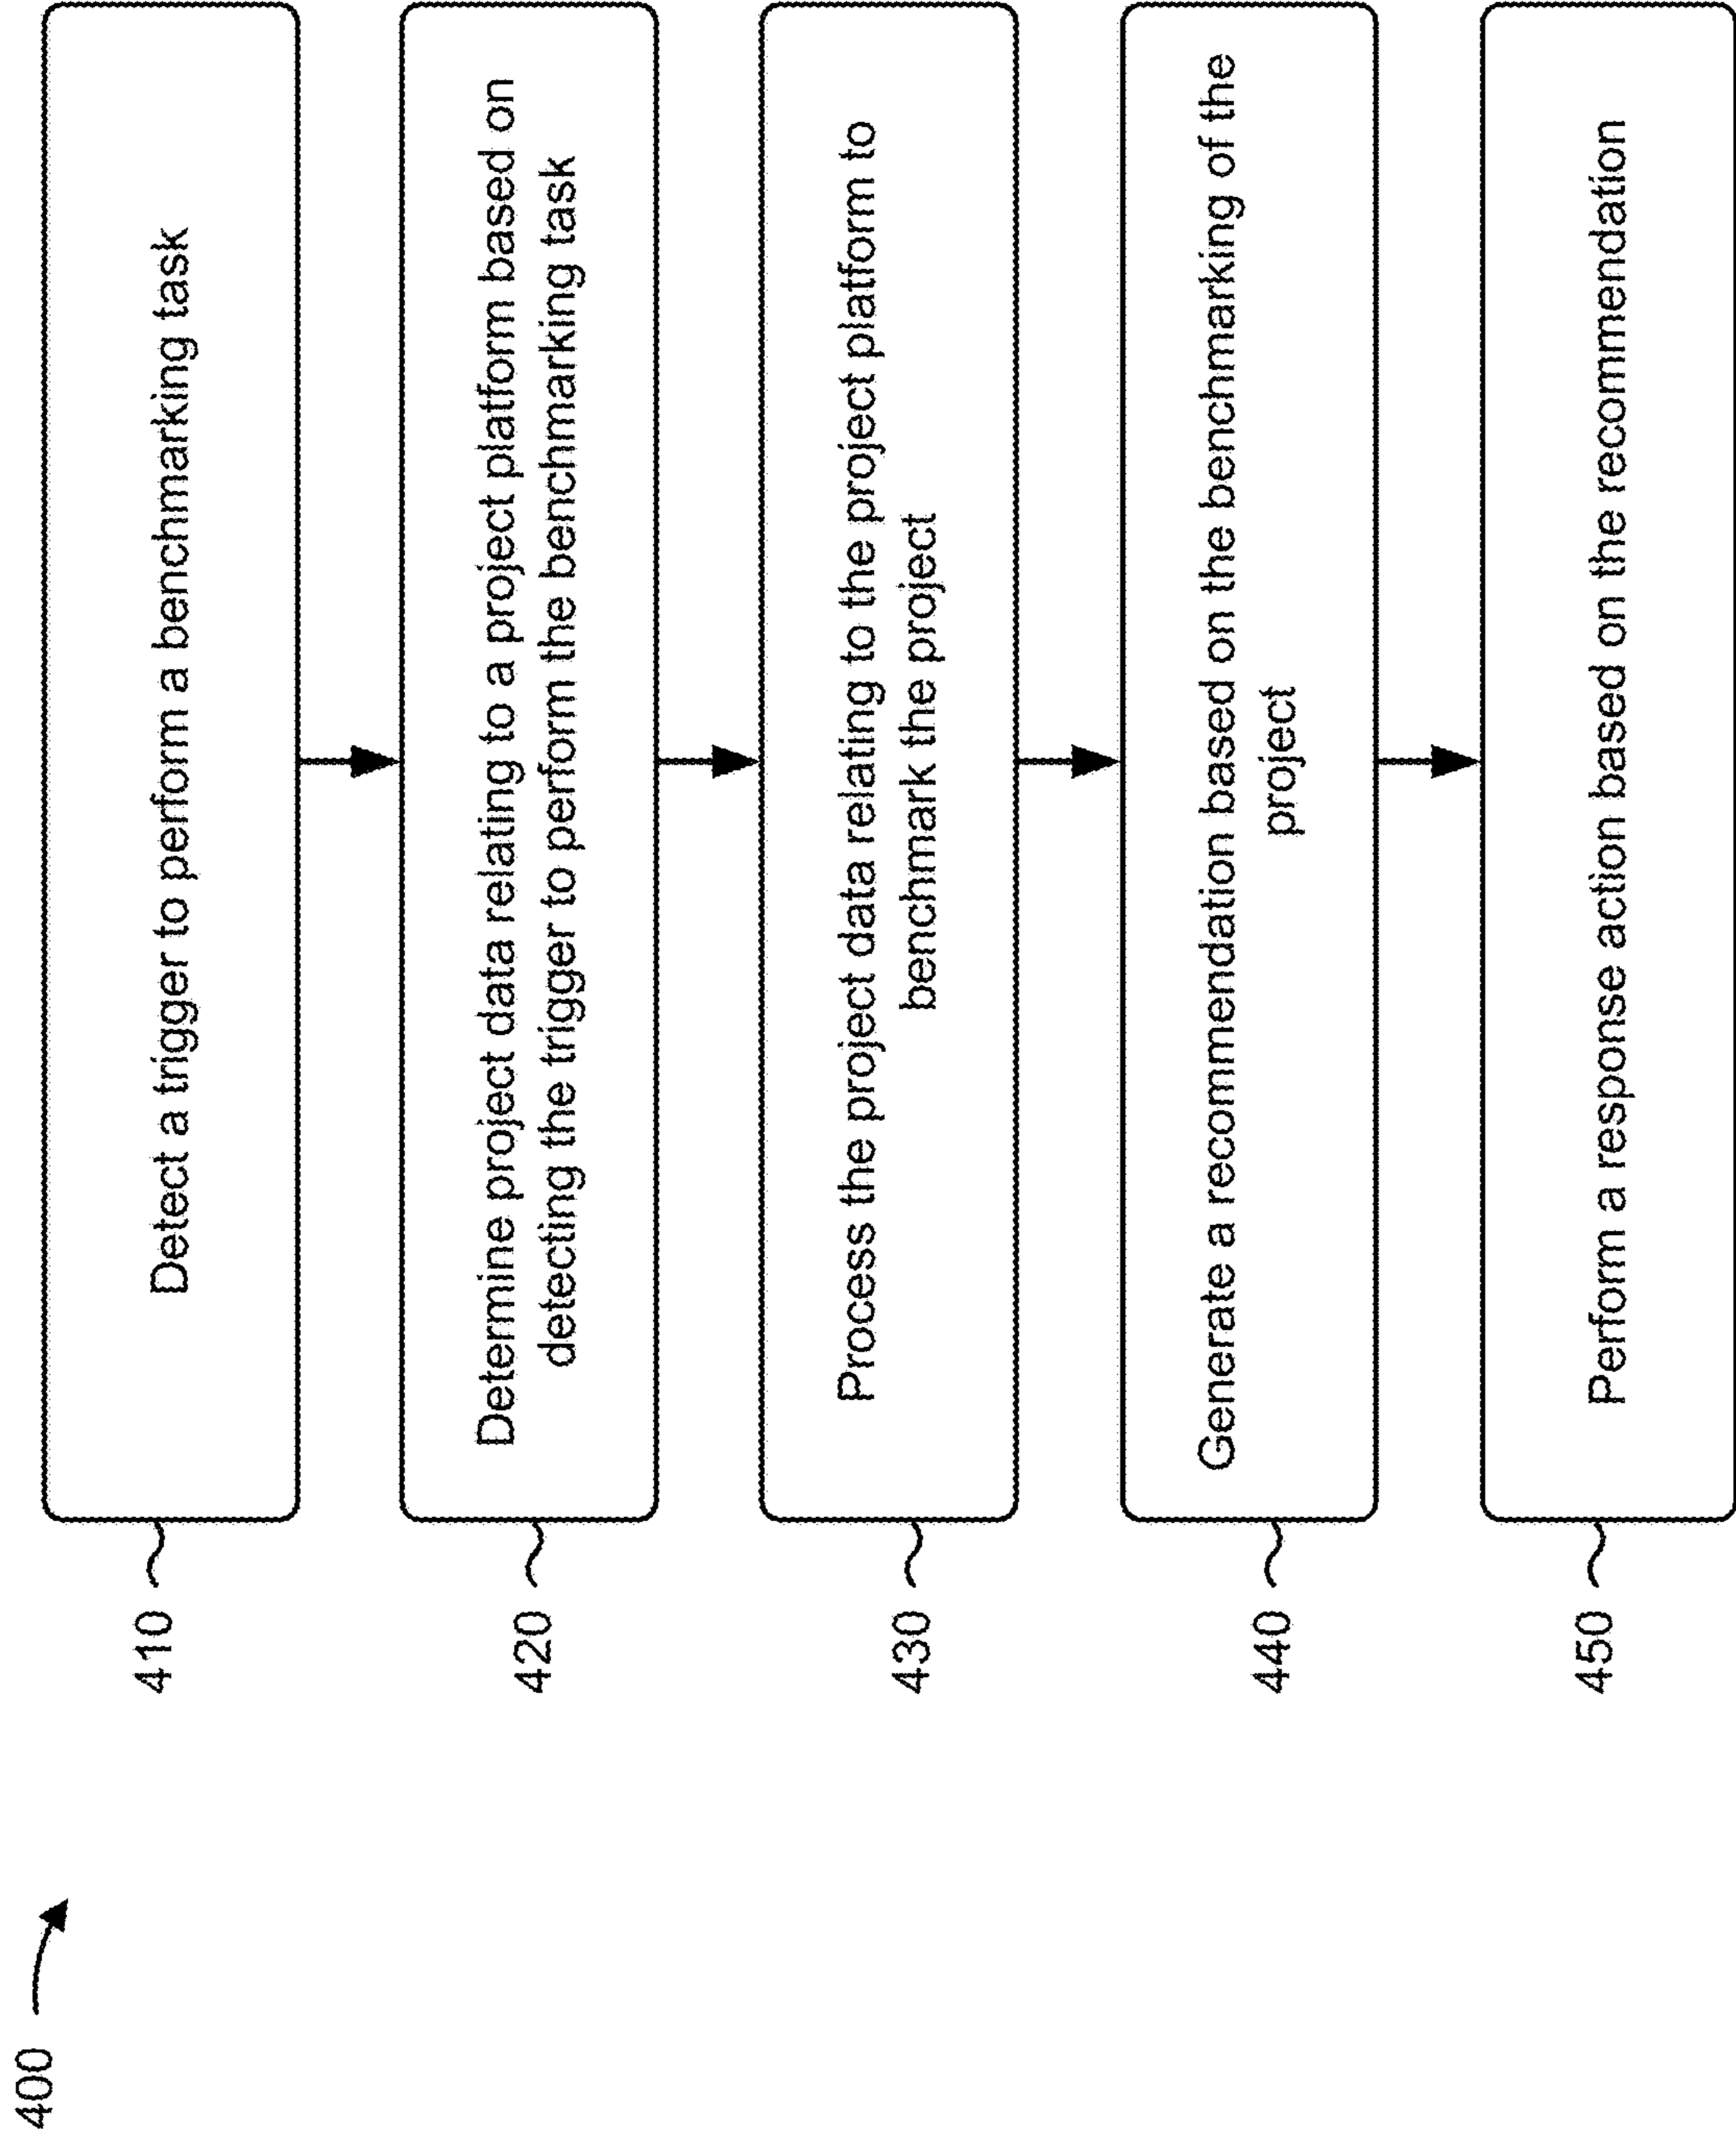 400
410
Detect a trigger to perform a benchmarking task
420
Determine project data relating to a project platform based on
detecting the trigger to perform the benchmarking task
430
Process the project data relating to the project platform to
benchmark the project
440
Generate a recommendation based on the benchmarking of the
project
450
Perform a response action based on the recommendation